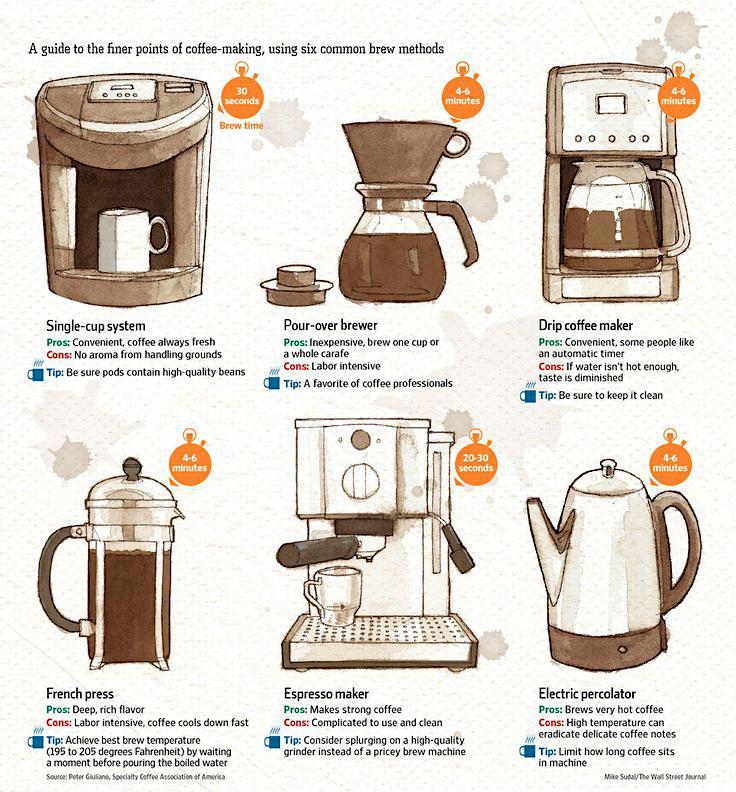 A guide to the finer points of coffee-making, using six common brew methods
30
seconds
Brew time
4-6
minutes
4-6
minutes
Single-cup system
Pros: Convenient, coffee always fresh
Cons: No aroma from handling grounds
Tip: Be sure pods contain high-quality beans
Pour-over brewer
Pros: Inexpensive, brew one cup or
a whole carafe
Cons: Labor intensive
Tip: A favorite of coffee professionals
Drip coffee maker
Pros: Convenient, some people like
an automatic timer
Cons: If water isn't hot enough,
taste is diminished
Tip: Be sure to keep it clean
4-6
minutes
20-30
seconds
4-6
minutes
French press
Pros: Deep, rich flavor
Cons: Labor intensive, coffee cools down fast
Tip: Achieve best brew temperature
(195 to 205 degrees Fahrenheit) by waiting
a moment before pouring the boiled water
Espresso maker
Pros: Makes strong coffee
Cons: Complicated to use and clean
Tip: Consider splurging on a high-quality
grinder instead of a pricey brew machine
Electric percolator
Pros: Brews very hot coffee
Cons: High temperature can
eradicate delicate coffee notes
Tip: Limit how long coffee sits
in machine
Source: Peter Giuliano, Specialty Coffee Association of America
Mike Sudal/The Wall Street Journal